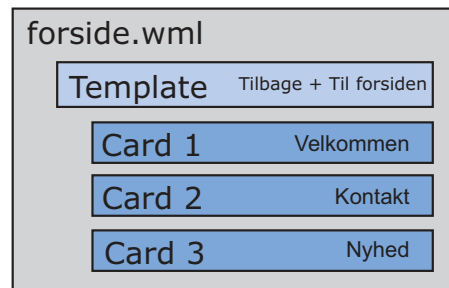 forside.wml
Template Tilbage + Til forsiden
Card 1 Velkommen
Card 2 Kontakt
Card 3 Nyhed